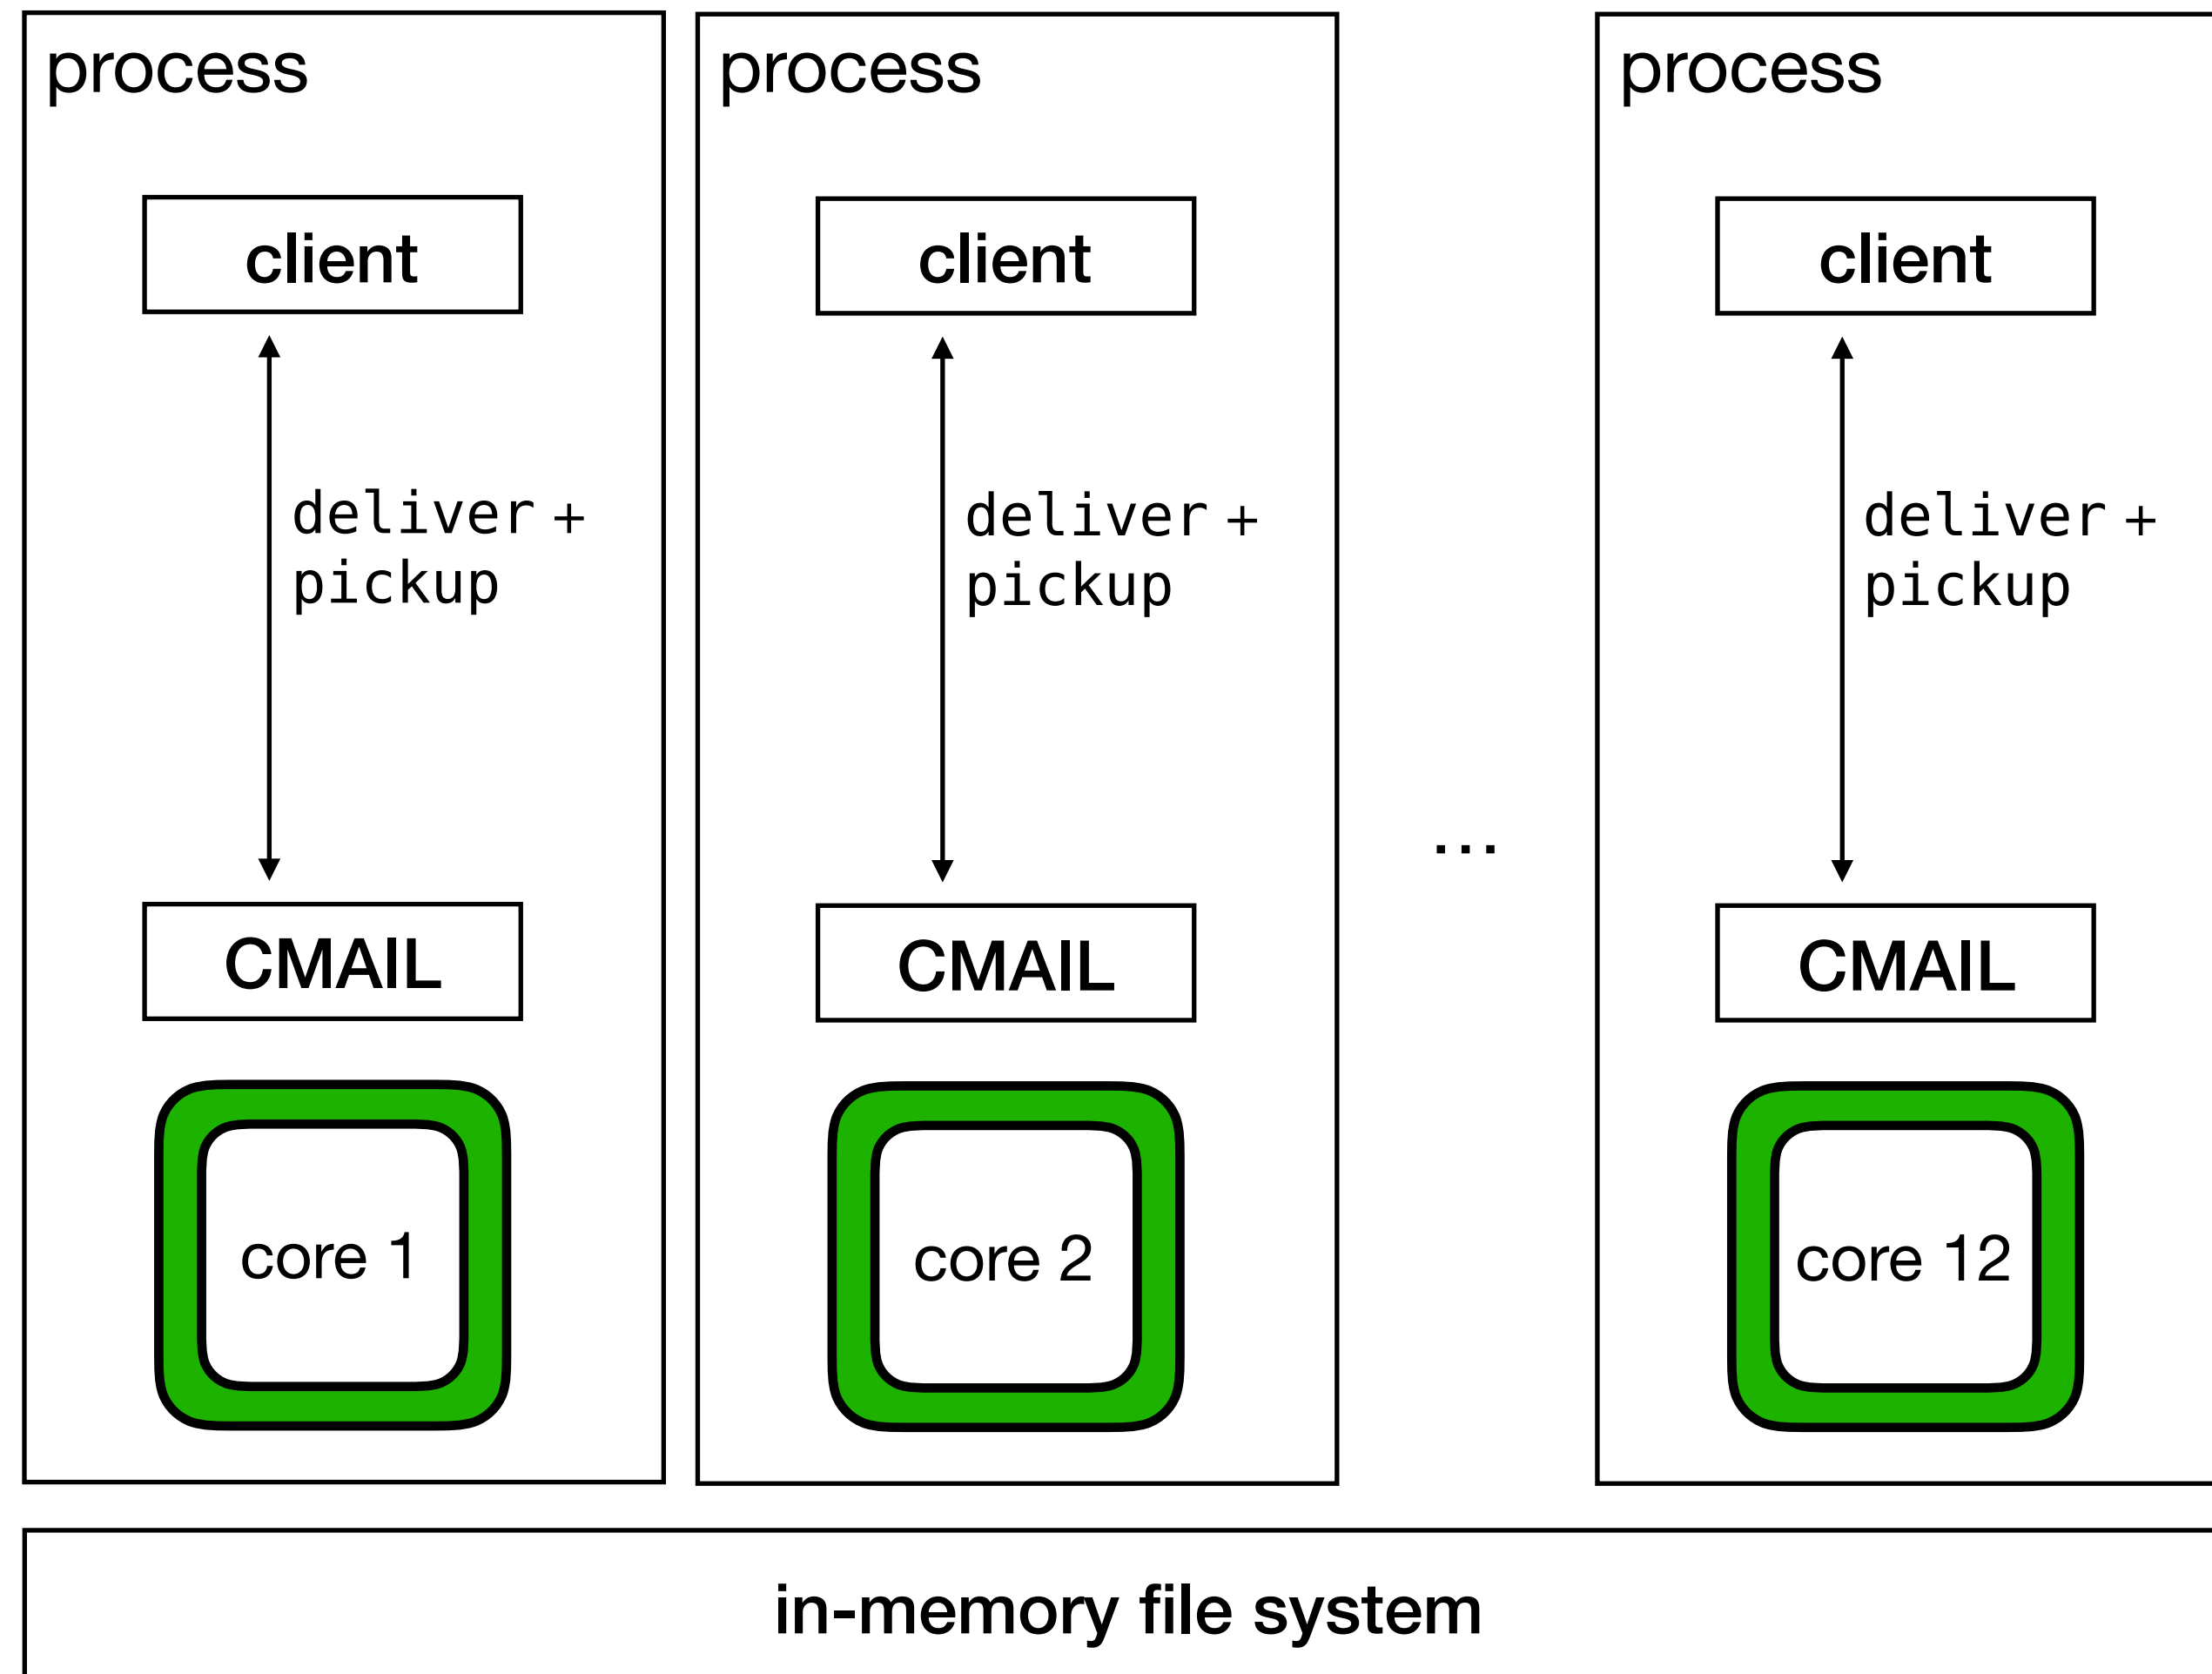 process
client
deliver +
pickup
CMAIL
core 1
process
client
deliver +
pickup
CMAIL
core 2
...
process
client
deliver +
pickup
CMAIL
core 12
in-memory file system